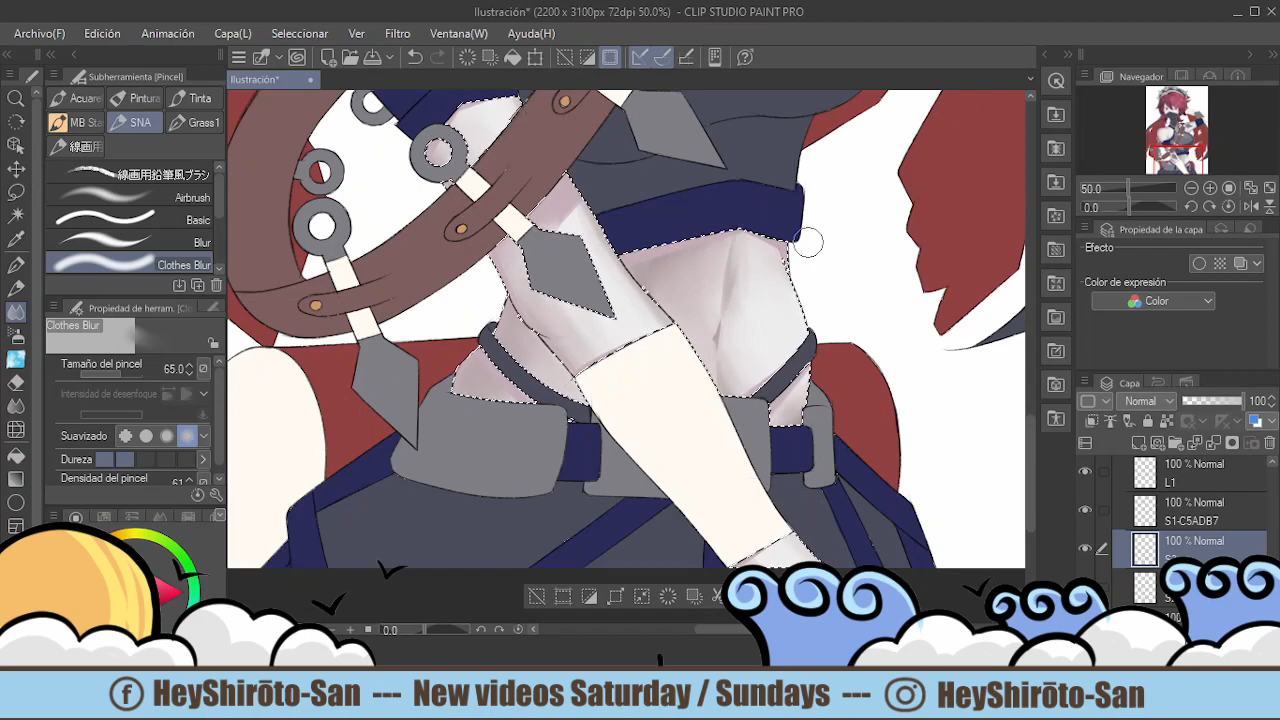 Ilustración* (2200 x 3100px 72dpi 50.0%) - CLIP STUDIO PAINT PRO
Archivo(F) Edición Animación Capa(L) Seleccionar Ver Filtro Ventana(W) Ayuda(H)
Subherramienta [Pincel]
Ilustración*
Navegador
Acuare Pintura Tinta
MB Sta SNA Grass1
線画用
線画用鉛筆風ブラシ
Airbrush
Basic
Blur
Clothes Blur
50.0
0.0
Propiedad de la capa
Efecto
Color de expresión
Color
Propiedad de herram.
Clothes Blur
Tamaño del pincel 65.0
Intensidad de desenfoque
Suavizado
Dureza
Densidad del pincel
Capa
Normal 100
100 % Normal
L1
100 % Normal
S1-C5ADB7
100 % Normal
0.0
HeyShirōto-San --- New videos Saturday / Sundays --- HeyShirōto-San